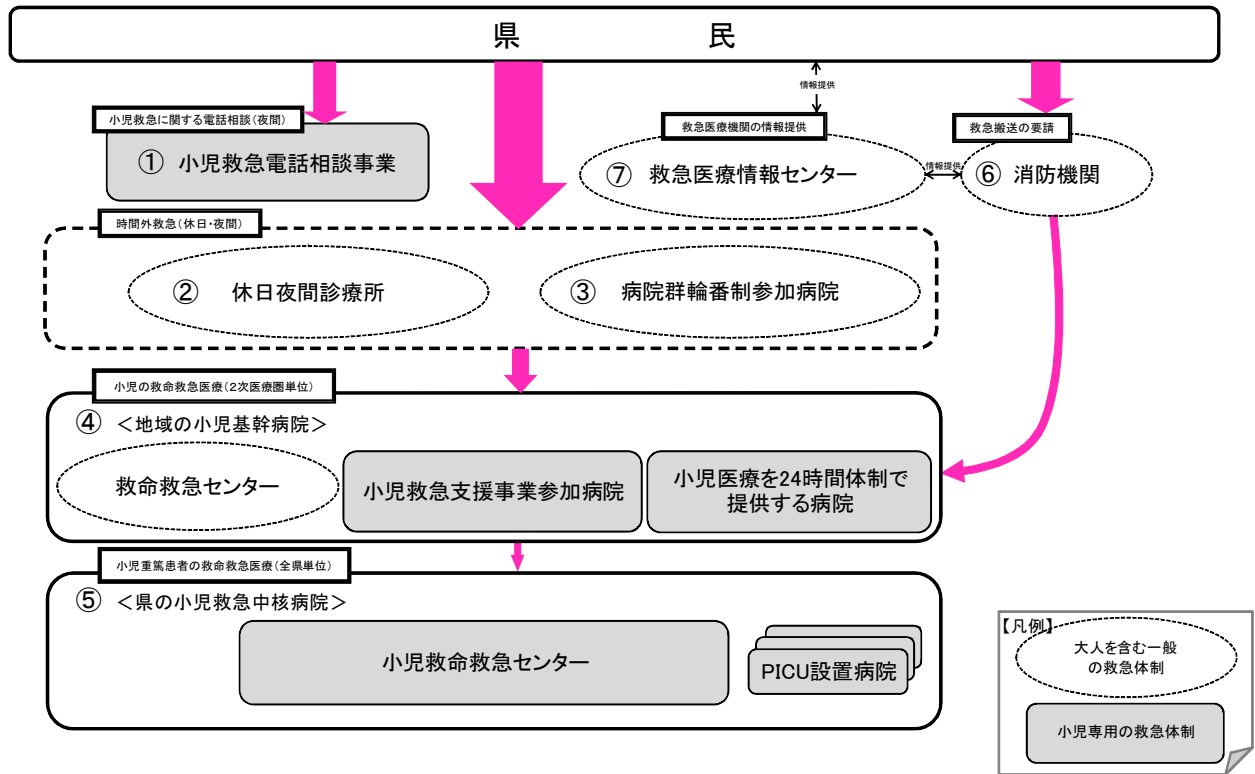 県 民
情報提供
小児救急に関する電話相談(夜間)
① 小児救急電話相談事業
救急医療機関の情報提供
⑦ 救急医療情報センター
情報提供
救急搬送の要請
⑥ 消防機関
時間外救急(休日・夜間)
② 休日夜間診療所
③ 病院群輪番制参加病院
小児の救命救急医療(2次医療圏単位)
④ <地域の小児基幹病院>
救命救急センター
小児救急支援事業参加病院
小児医療を24時間体制で
提供する病院
小児重篤患者の救命救急医療(全県単位)
⑤ <県の小児救急中核病院>
小児救命救急センター
PICU設置病院
【凡例】
大人を含む一般
の救急体制
小児専用の救急体制